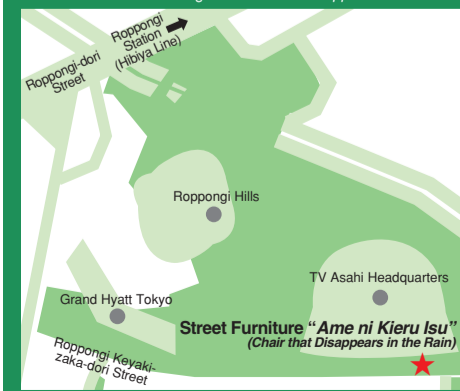 Roppongi
Station
(Hibiya Line)
Roppongi-dori
Street
Roppongi Hills
TV Asahi Headquarters
Grand Hyatt Tokyo
Street Furniture “Ame ni Kieru Isu”
(Chair that Disappears in the Rain)
Roppongi Keyaki-
zaka-dori Street